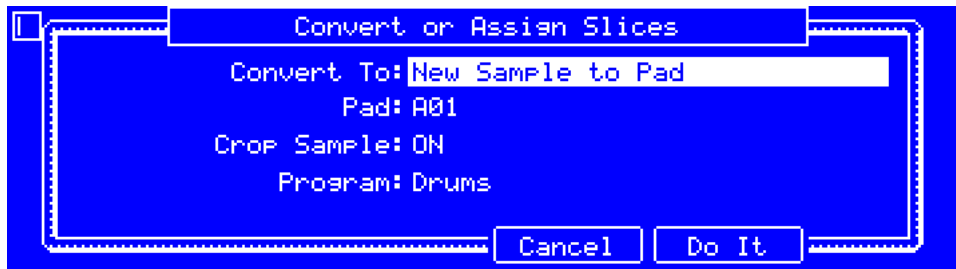 Convert or Assign Slices
Convert To: New Sample to Pad
Pad: A01
Crop Sample: ON
Program: Drums
Cancel Do It